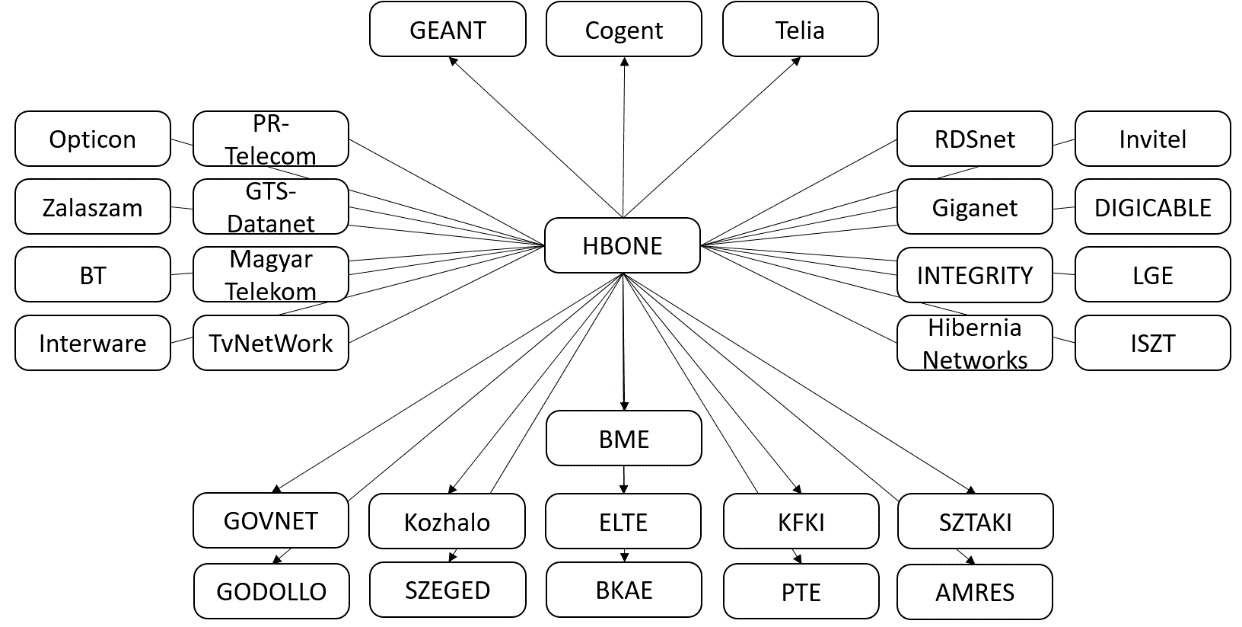 GEANT
Cogent
Telia
Opticon
PR-
Telecom
RDSnet
Invitel
Zalaszam
GTS-
Datanet
Giganet
DIGICABLE
HBONE
BT
Magyar
Telekom
INTEGRITY
LGE
Interware
TvNetWork
Hibernia
Networks
ISZT
BME
GOVNET
Kozhalo
ELTE
KFKI
SZTAKI
GODOLLO
SZEGED
BKAE
PTE
AMRES